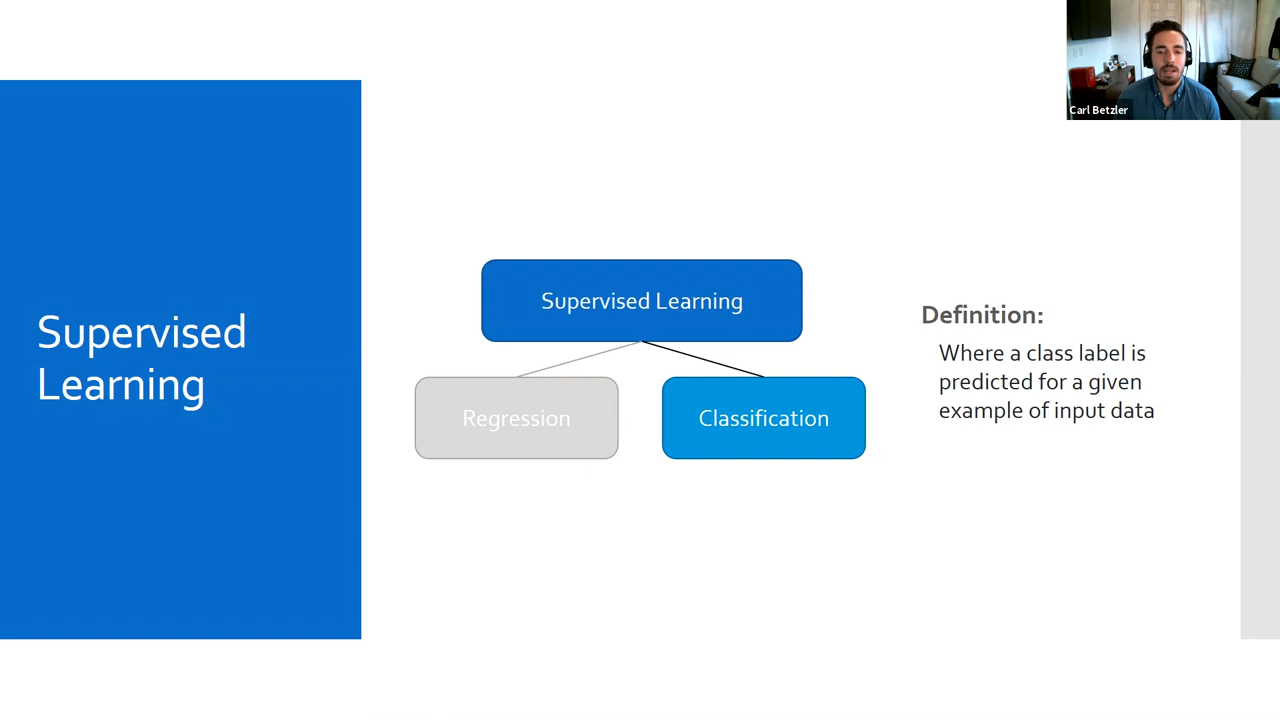 Carl Betzler
Supervised
Learning
Supervised Learning
Regression
Classification
Definition:
Where a class label is
predicted for a given
example of input data